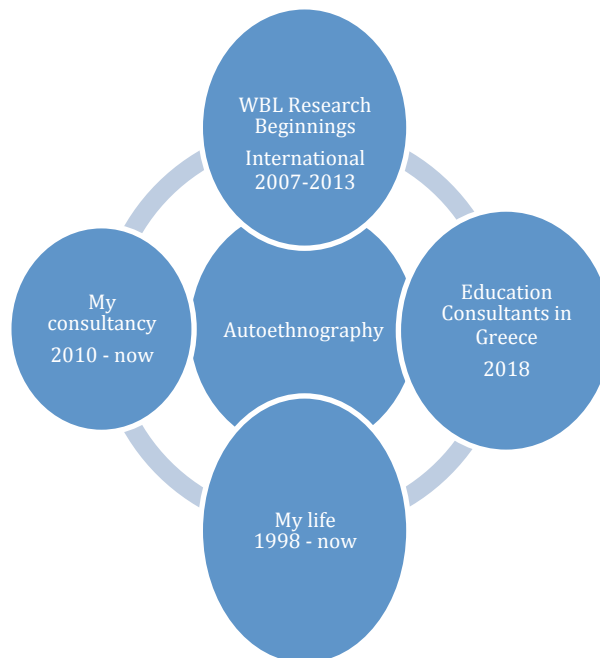 WBL Research
Beginnings
International
2007-2013
My
consultancy
2010 - now
Autoethnography
Education
Consultants in
Greece
2018
My life
1998 - now